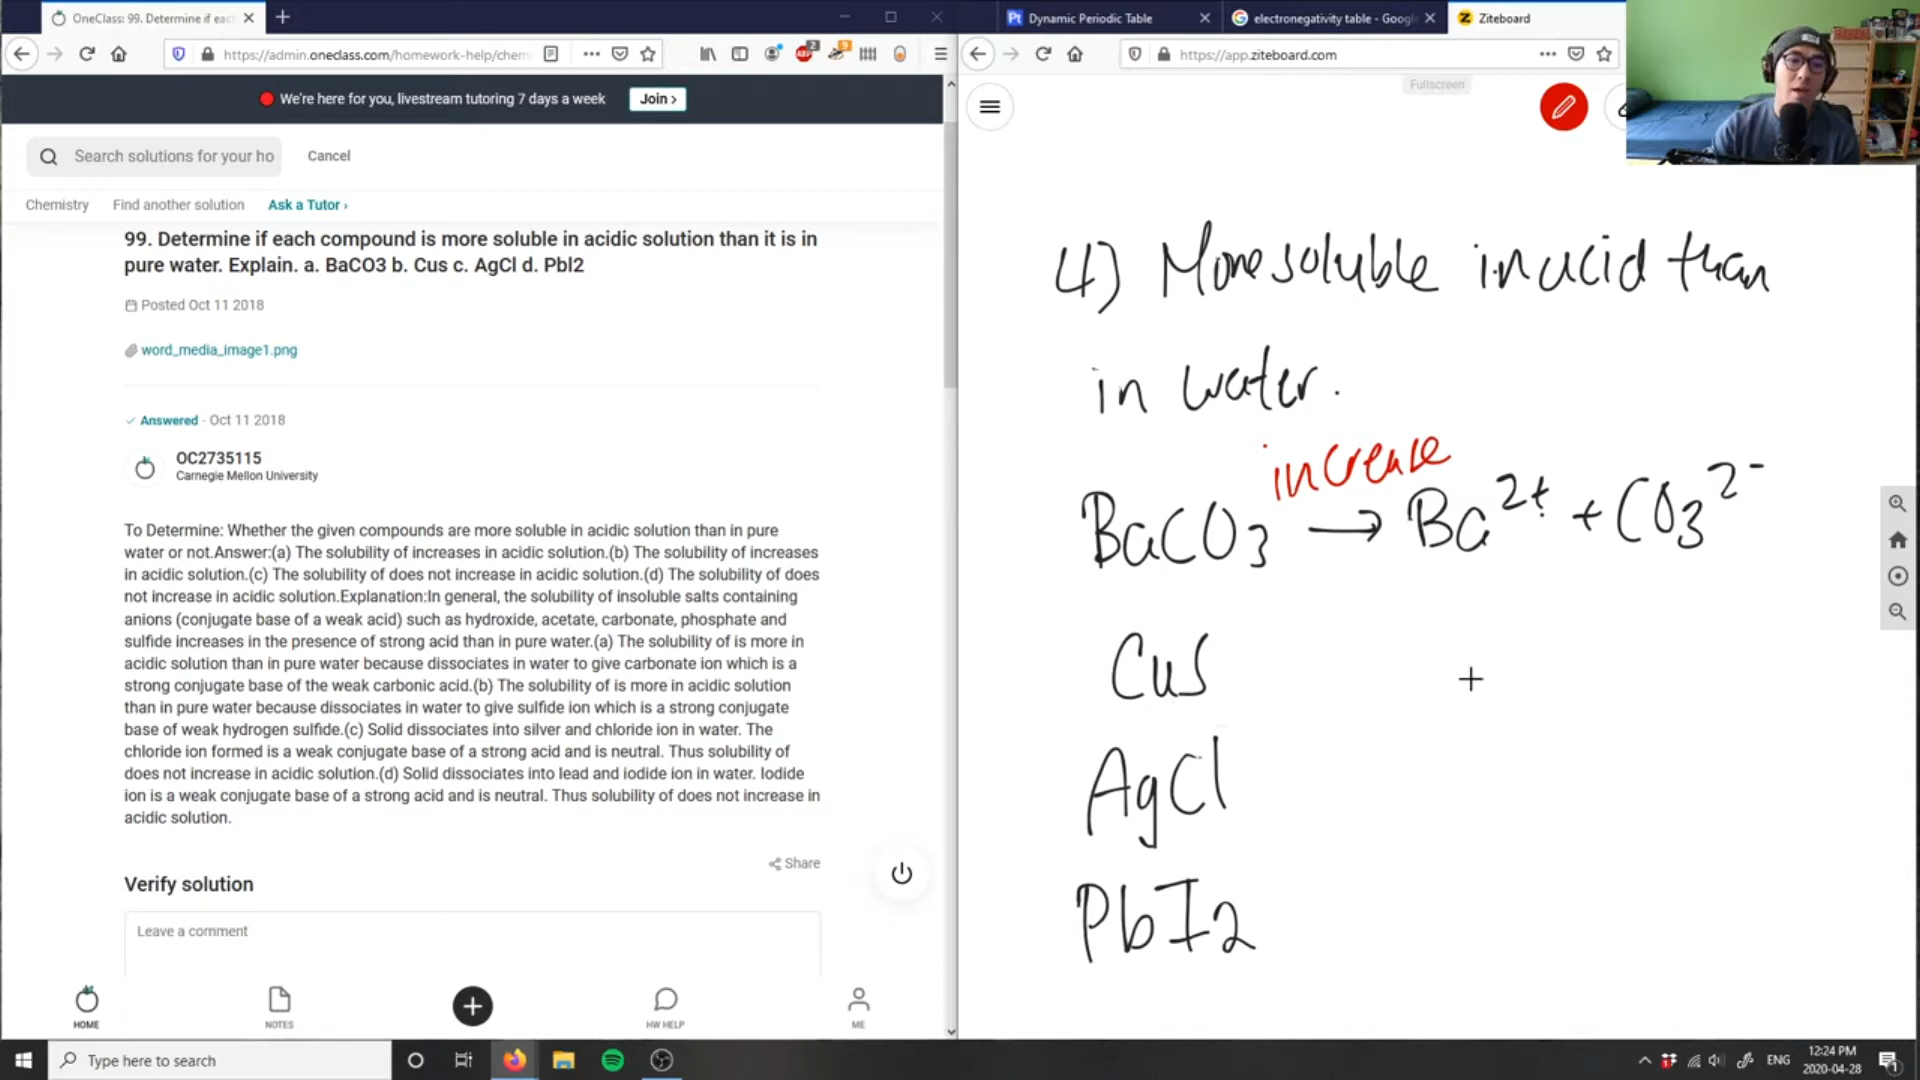 OneClass: 99. Determine if eac
Dynamic Periodic Table
electronegativity table - Goog
Ziteboard
https://admin.oneclass.com/homework-help/chem
https://app.ziteboard.com
Fullscreen
We're here for you, livestream tutoring 7 days a week
Join ›
Search solutions for your ho
Cancel
Chemistry
Find another solution
Ask a Tutor ›
99. Determine if each compound is more soluble in acidic solution than it is in
pure water. Explain. a. BaCO3 b. Cus c. AgCl d. PbI2
Posted Oct 11 2018
word_media_image1.png
Answered - Oct 11 2018
OC2735115
Carnegie Mellon University
To Determine: Whether the given compounds are more soluble in acidic solution than in pure
water or not.Answer:(a) The solubility of increases in acidic solution.(b) The solubility of increases
in acidic solution.(c) The solubility of does not increase in acidic solution.(d) The solubility of does
not increase in acidic solution.Explanation:In general, the solubility of insoluble salts containing
anions (conjugate base of a weak acid) such as hydroxide, acetate, carbonate, phosphate and
sulfide increases in the presence of strong acid than in pure water.(a) The solubility of is more in
acidic solution than in pure water because dissociates in water to give carbonate ion which is a
strong conjugate base of the weak carbonic acid.(b) The solubility of is more in acidic solution
than in pure water because dissociates in water to give sulfide ion which is a strong conjugate
base of weak hydrogen sulfide.(c) Solid dissociates into silver and chloride ion in water. The
chloride ion formed is a weak conjugate base of a strong acid and is neutral. Thus solubility of
does not increase in acidic solution.(d) Solid dissociates into lead and iodide ion in water. Iodide
ion is a weak conjugate base of a strong acid and is neutral. Thus solubility of does not increase in
acidic solution.
Share
Verify solution
Leave a comment
HOME
NOTES
HW HELP
ME
4) More soluble in acid than
in water.
increase
BaCO3 → Ba2+ + CO3 2-
CuS
AgCl
PbI2
Type here to search
ENG
12:24 PM
2020-04-28